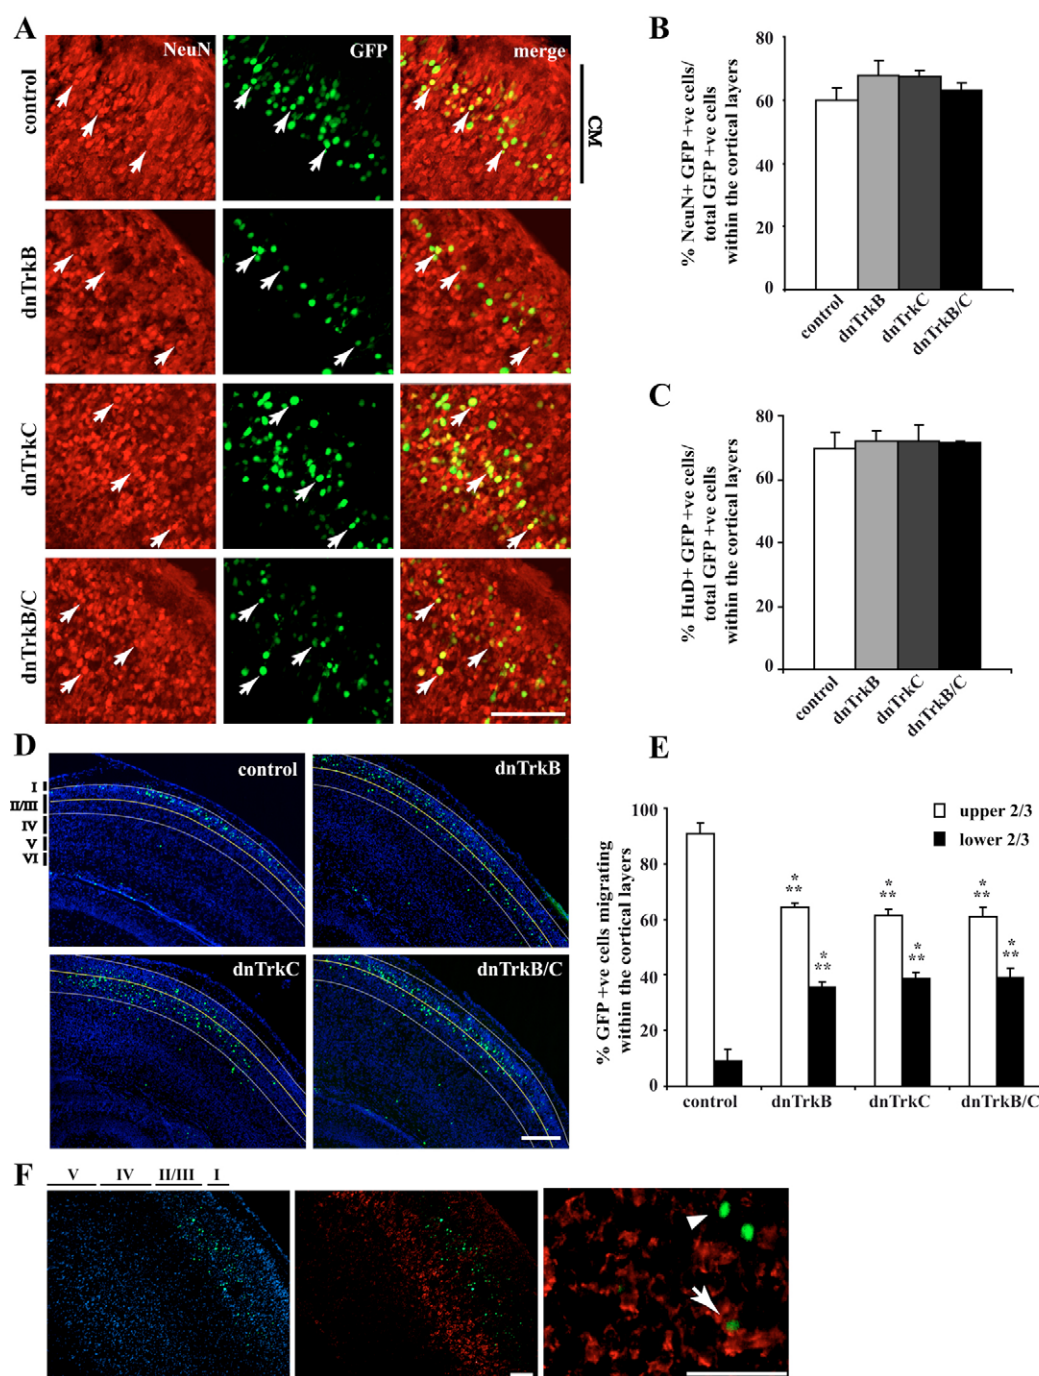 A
NeuN
GFP
merge
control
CM
dnTrkB
dnTrkC
dnTrkB/C
B
% NeuN+ GFP +ve cells/
total GFP +ve cells
within the cortical layers
80
60
40
20
0
control
dnTrkB
dnTrkC
dnTrkB/C
C
% HuD+ GFP +ve cells/
total GFP +ve cells
within the cortical layers
80
60
40
20
0
control
dnTrkB
dnTrkC
dnTrkB/C
D
control
dnTrkB
I
II/III
IV
V
VI
dnTrkC
dnTrkB/C
E
% GFP +ve cells migrating
within the cortical layers
100
80
60
40
20
0
upper 2/3
lower 2/3
*
**
*
**
*
**
*
**
*
**
*
**
control
dnTrkB
dnTrkC
dnTrkB/C
F
V IV II/III I